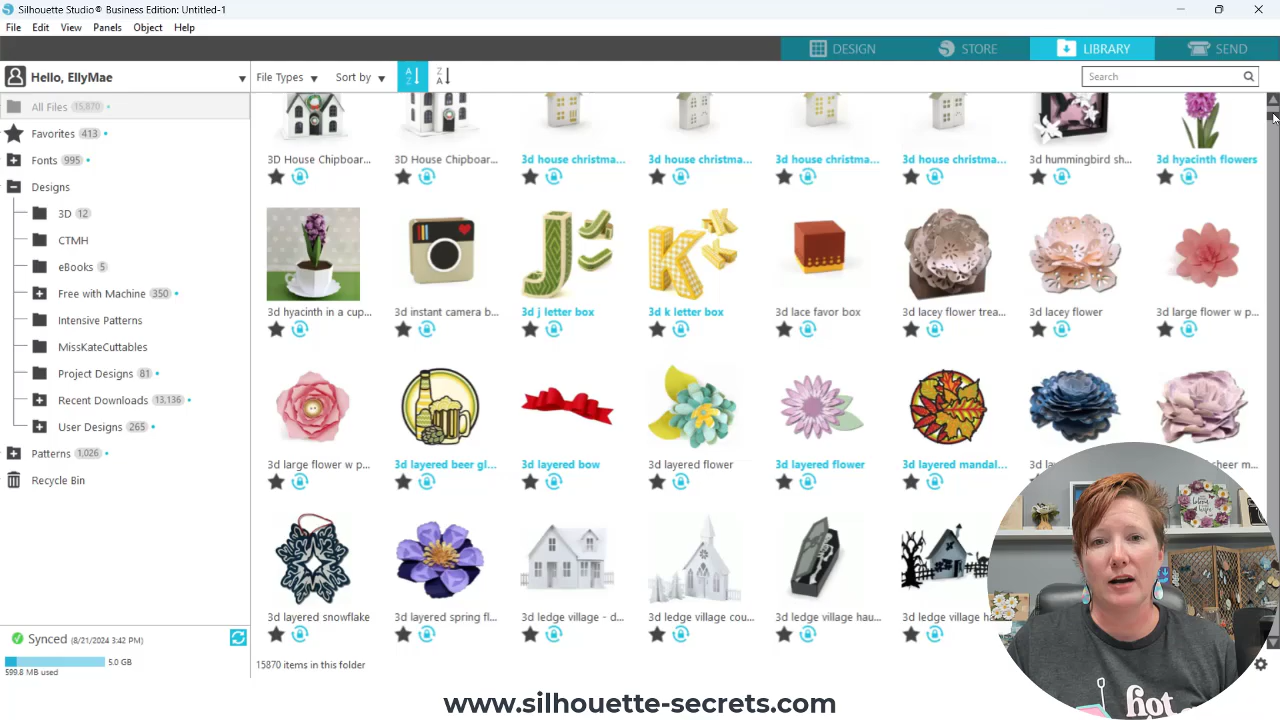 Silhouette Studio® Business Edition: Untitled-1
File Edit View Panels Object Help
DESIGN STORE LIBRARY SEND
Hello, EllyMae
File Types Sort by A Z Z A Search
All Files 15,870
Favorites 413
Fonts 995
Designs
3D 12
CTMH
eBooks 5
Free with Machine 350
Intensive Patterns
MissKateCuttables
Project Designs 81
Recent Downloads 13,136
User Designs 265
Patterns 1,026
Recycle Bin
3D House Chipboar... 3D House Chipboar... 3d house christma... 3d house christma... 3d house christma... 3d house christma... 3d hummingbird sh... 3d hyacinth flowers
3d hyacinth in a cup... 3d instant camera b... 3d j letter box 3d k letter box 3d lace favor box 3d lacey flower trea... 3d lacey flower 3d large flower w p...
3d large flower w p... 3d layered beer gl... 3d layered bow 3d layered flower 3d layered flower 3d layered mandal...
3d layered snowflake 3d layered spring fl... 3d ledge village - d... 3d ledge village cou... 3d ledge village hau... 3d ledge village ha
Synced (8/21/2024 3:42 PM)
5.0 GB
599.8 MB used
15870 items in this folder
hot
www.silhouette-secrets.com